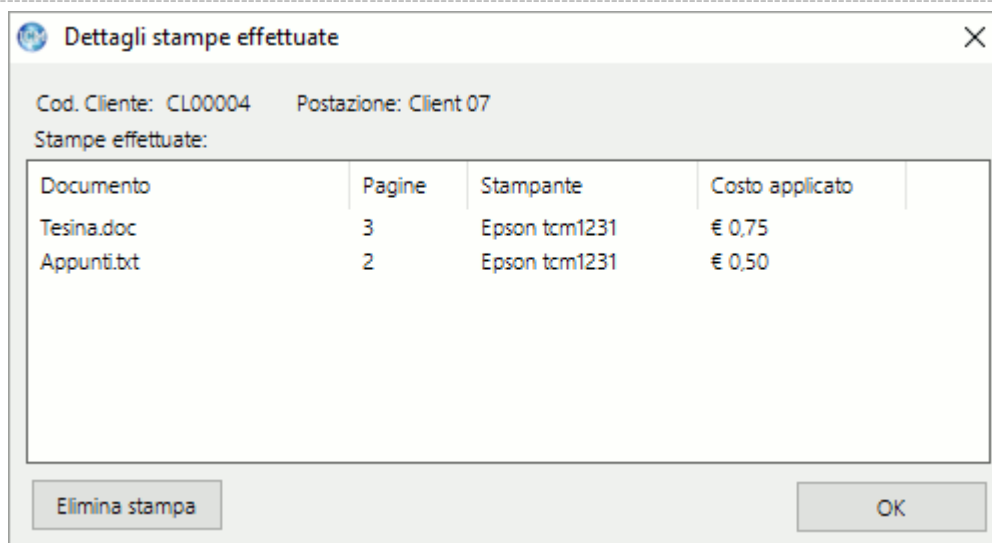 Dettagli stampe effettuate
Cod. Cliente: CL00004 Postazione: Client 07
Stampe effettuate:
Documento Pagine Stampante Costo applicato
Tesina.doc 3 Epson tcm1231 € 0,75
Appunti.txt 2 Epson tcm1231 € 0,50
Elimina stampa OK